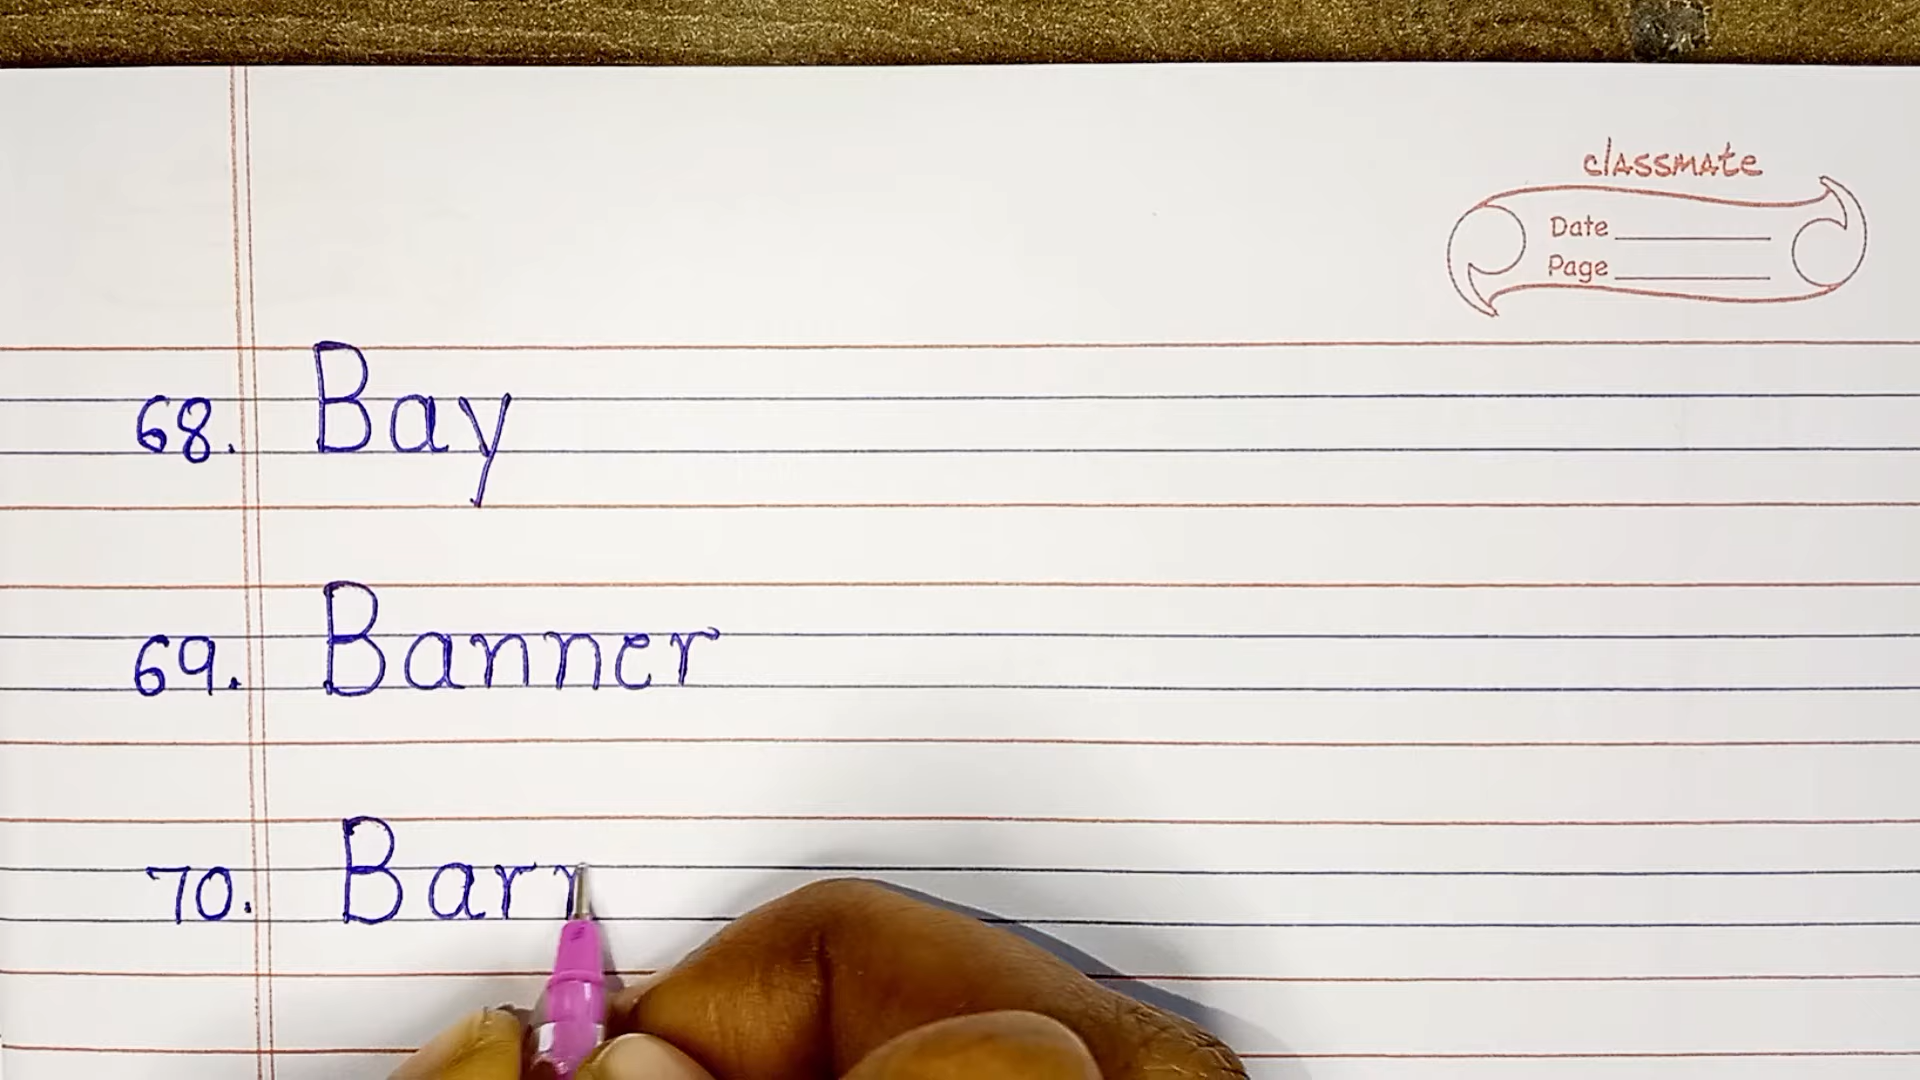 classmate
Date
Page
68. Bay
69. Banner
70. Barr